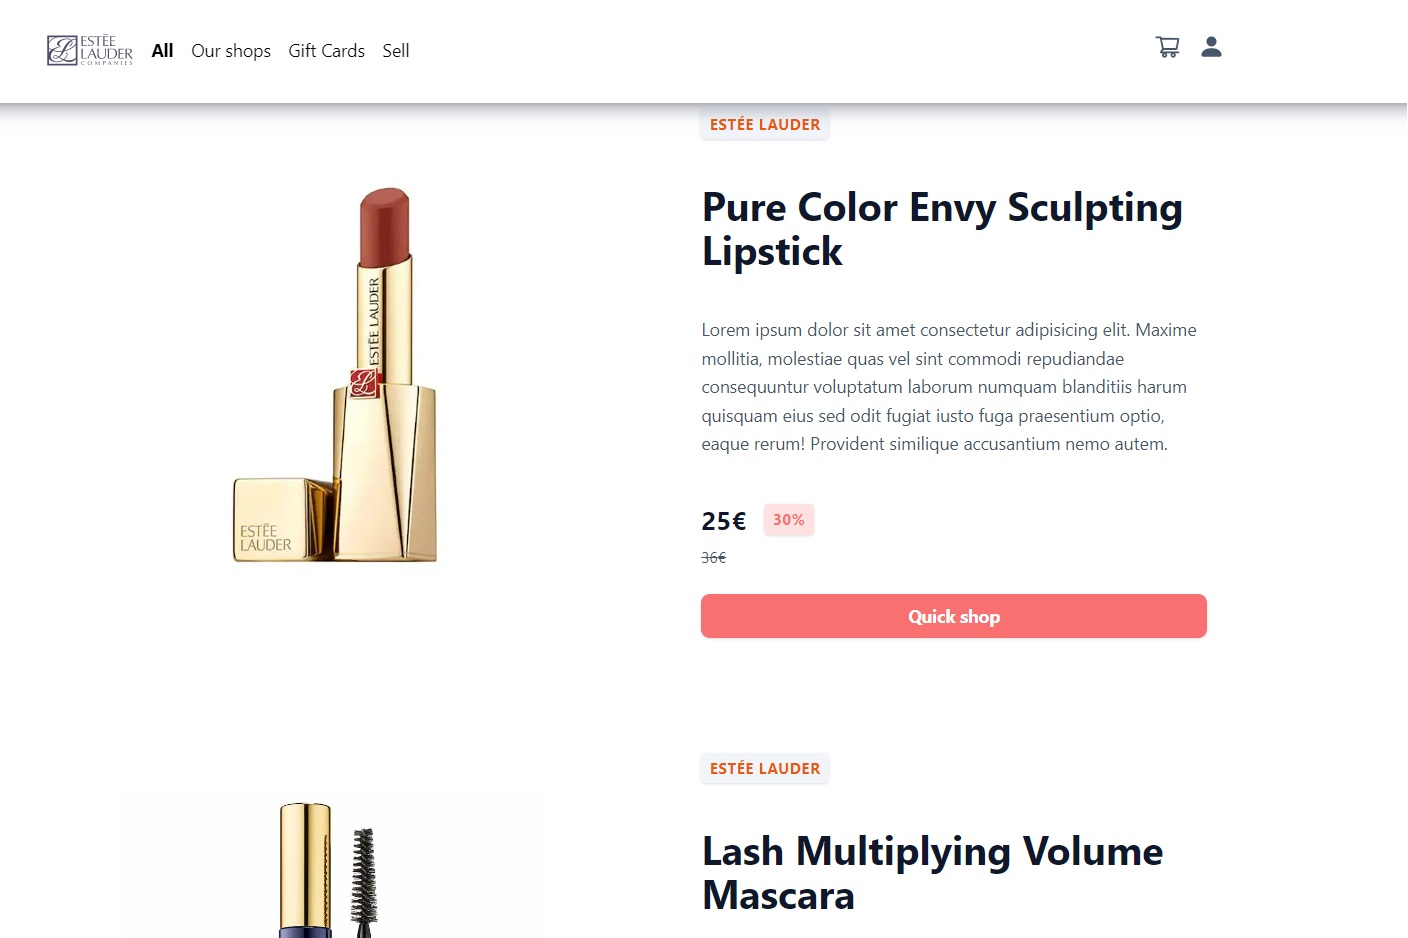 ESTĒE
LAUDER
COMPANIES
All
Our shops
Gift Cards
Sell
ESTÉE LAUDER
Pure Color Envy Sculpting
Lipstick
ESTĒE LAUDER
ESTĒE
LAUDER
Lorem ipsum dolor sit amet consectetur adipisicing elit. Maxime
mollitia, molestiae quas vel sint commodi repudiandae
consequuntur voluptatum laborum numquam blanditiis harum
quisquam eius sed odit fugiat iusto fuga praesentium optio,
eaque rerum! Provident similique accusantium nemo autem.
25€
30%
36€
Quick shop
ESTÉE LAUDER
Lash Multiplying Volume
Mascara